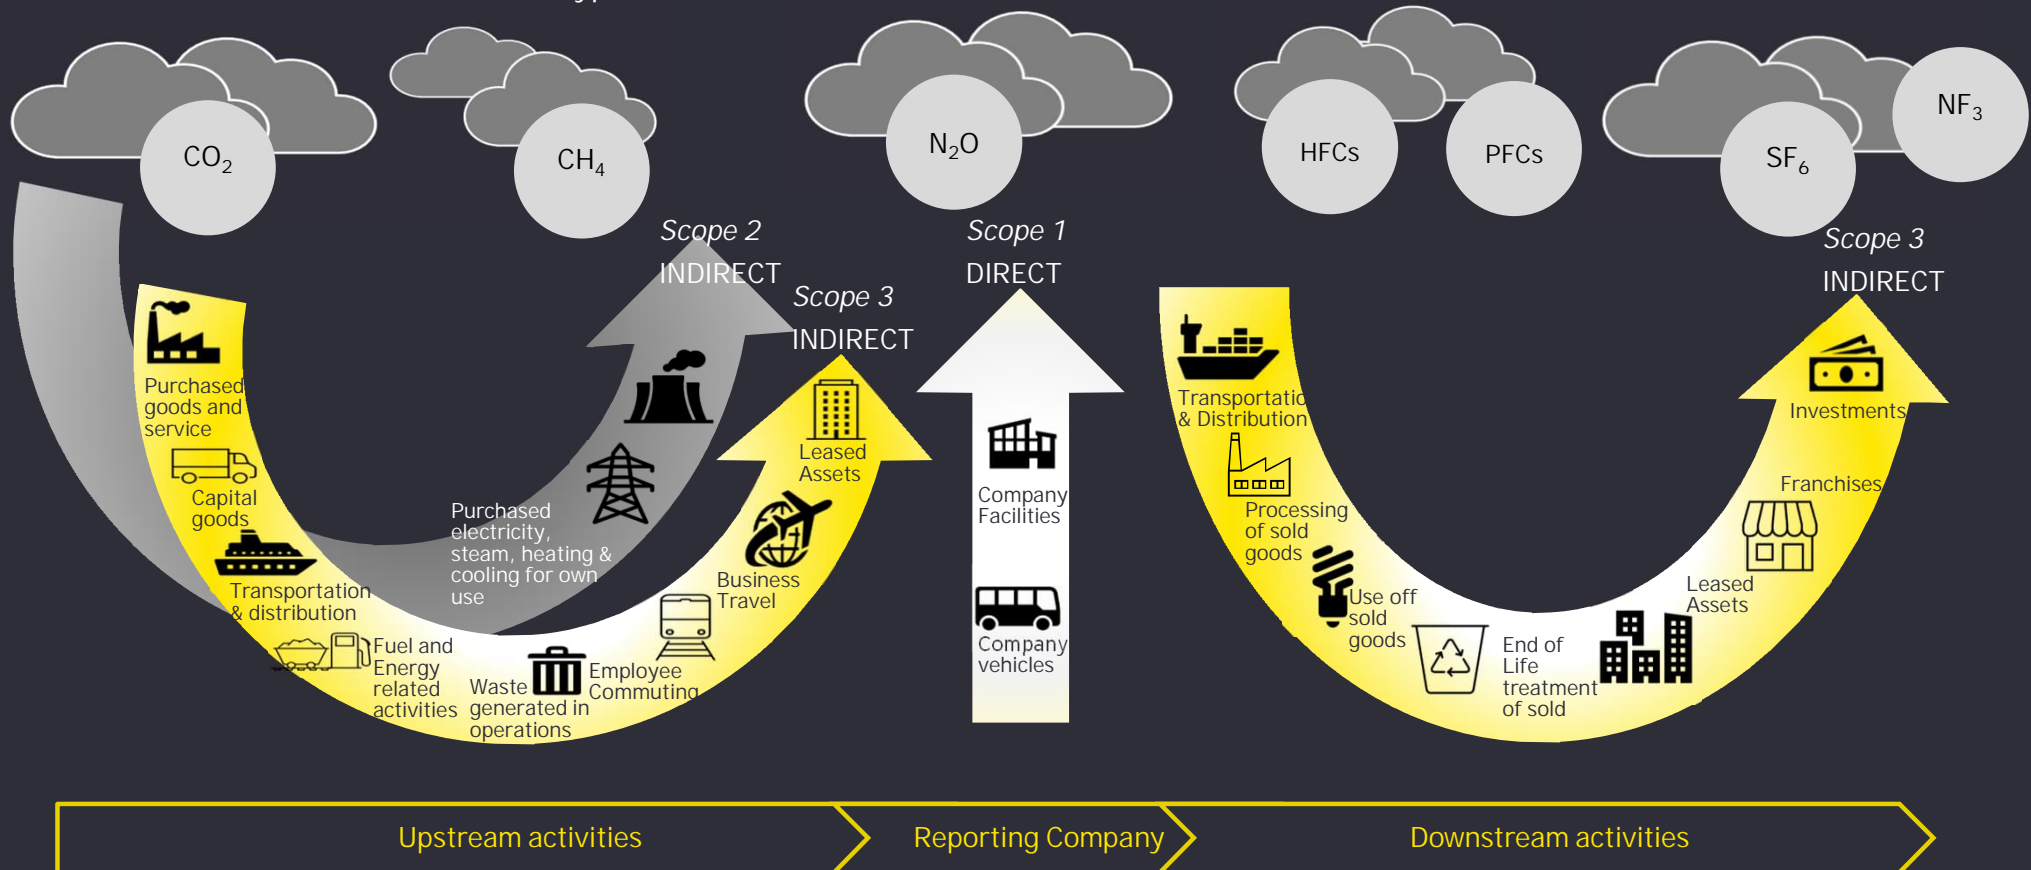 CO2
CH4
N2O
HFCs
PFCs
SF6
NF3
Scope 2
INDIRECT
Scope 3
INDIRECT
Scope 1
DIRECT
Scope 3
INDIRECT
Purchased
goods and
service
Capital
goods
Transportation
& distribution
Fuel and
Energy
related
activities
Waste
generated in
operations
Employee
Commuting
Business
Travel
Leased
Assets
Purchased
electricity,
steam, heating &
cooling for own
use
Company
Facilities
Company
vehicles
Transportatio
& Distribution
Processing
of sold
goods
Use off
sold
goods
End of
Life
treatment
of sold
Leased
Assets
Franchises
Investments
Upstream activities
Reporting Company
Downstream activities